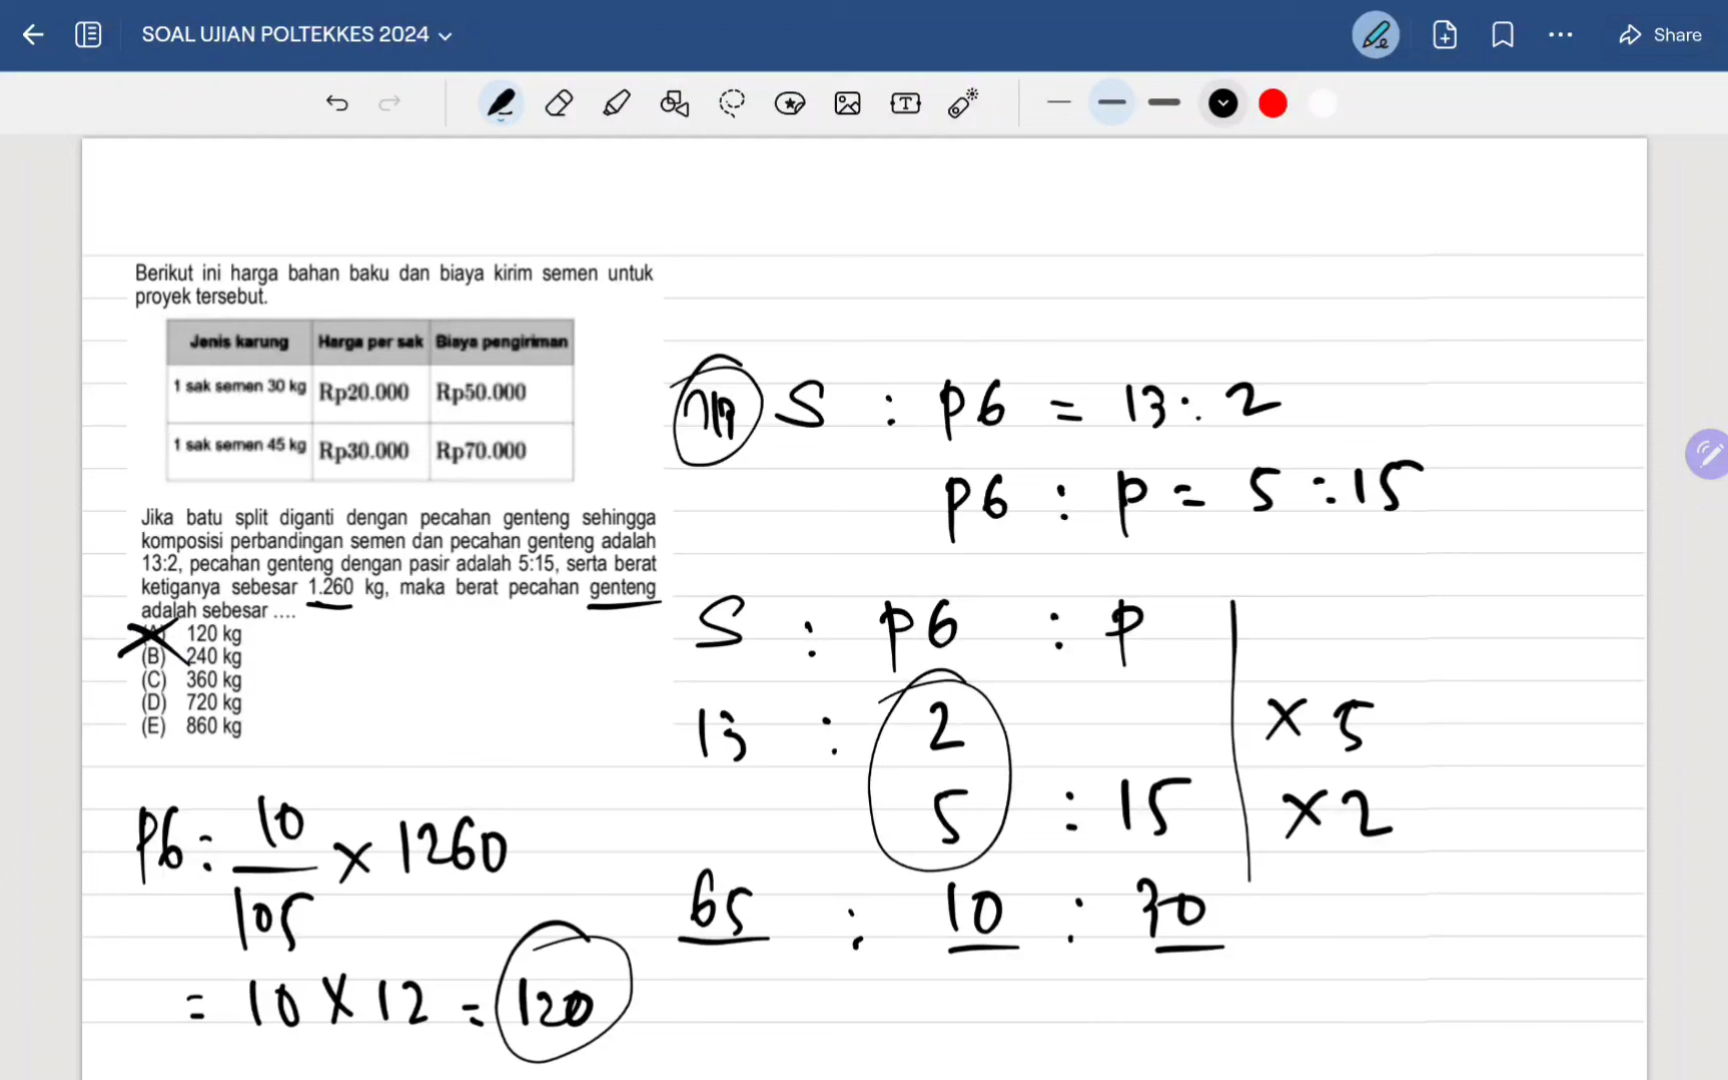 SOAL UJIAN POLTEKKES 2024
Share
Berikut ini harga bahan baku dan biaya kirim semen untuk
proyek tersebut.
Jenis karung Harga per sak Biaya pengiriman
1 sak semen 30 kg Rp20.000 Rp50.000
1 sak semen 45 kg Rp30.000 Rp70.000
Jika batu split diganti dengan pecahan genteng sehingga
komposisi perbandingan semen dan pecahan genteng adalah
13:2, pecahan genteng dengan pasir adalah 5:15, serta berat
ketiganya sebesar 1.260 kg, maka berat pecahan genteng
adalah sebesar ....
(A) 120 kg
(B) 240 kg
(C) 360 kg
(D) 720 kg
(E) 860 kg
PG : 10/105 × 1260
= 10 × 12 = 120
S : PG = 13 : 2
PG : P = 5 : 15
S : PG : P
13 : 2 × 5
5 : 15 × 2
65 : 10 : 30